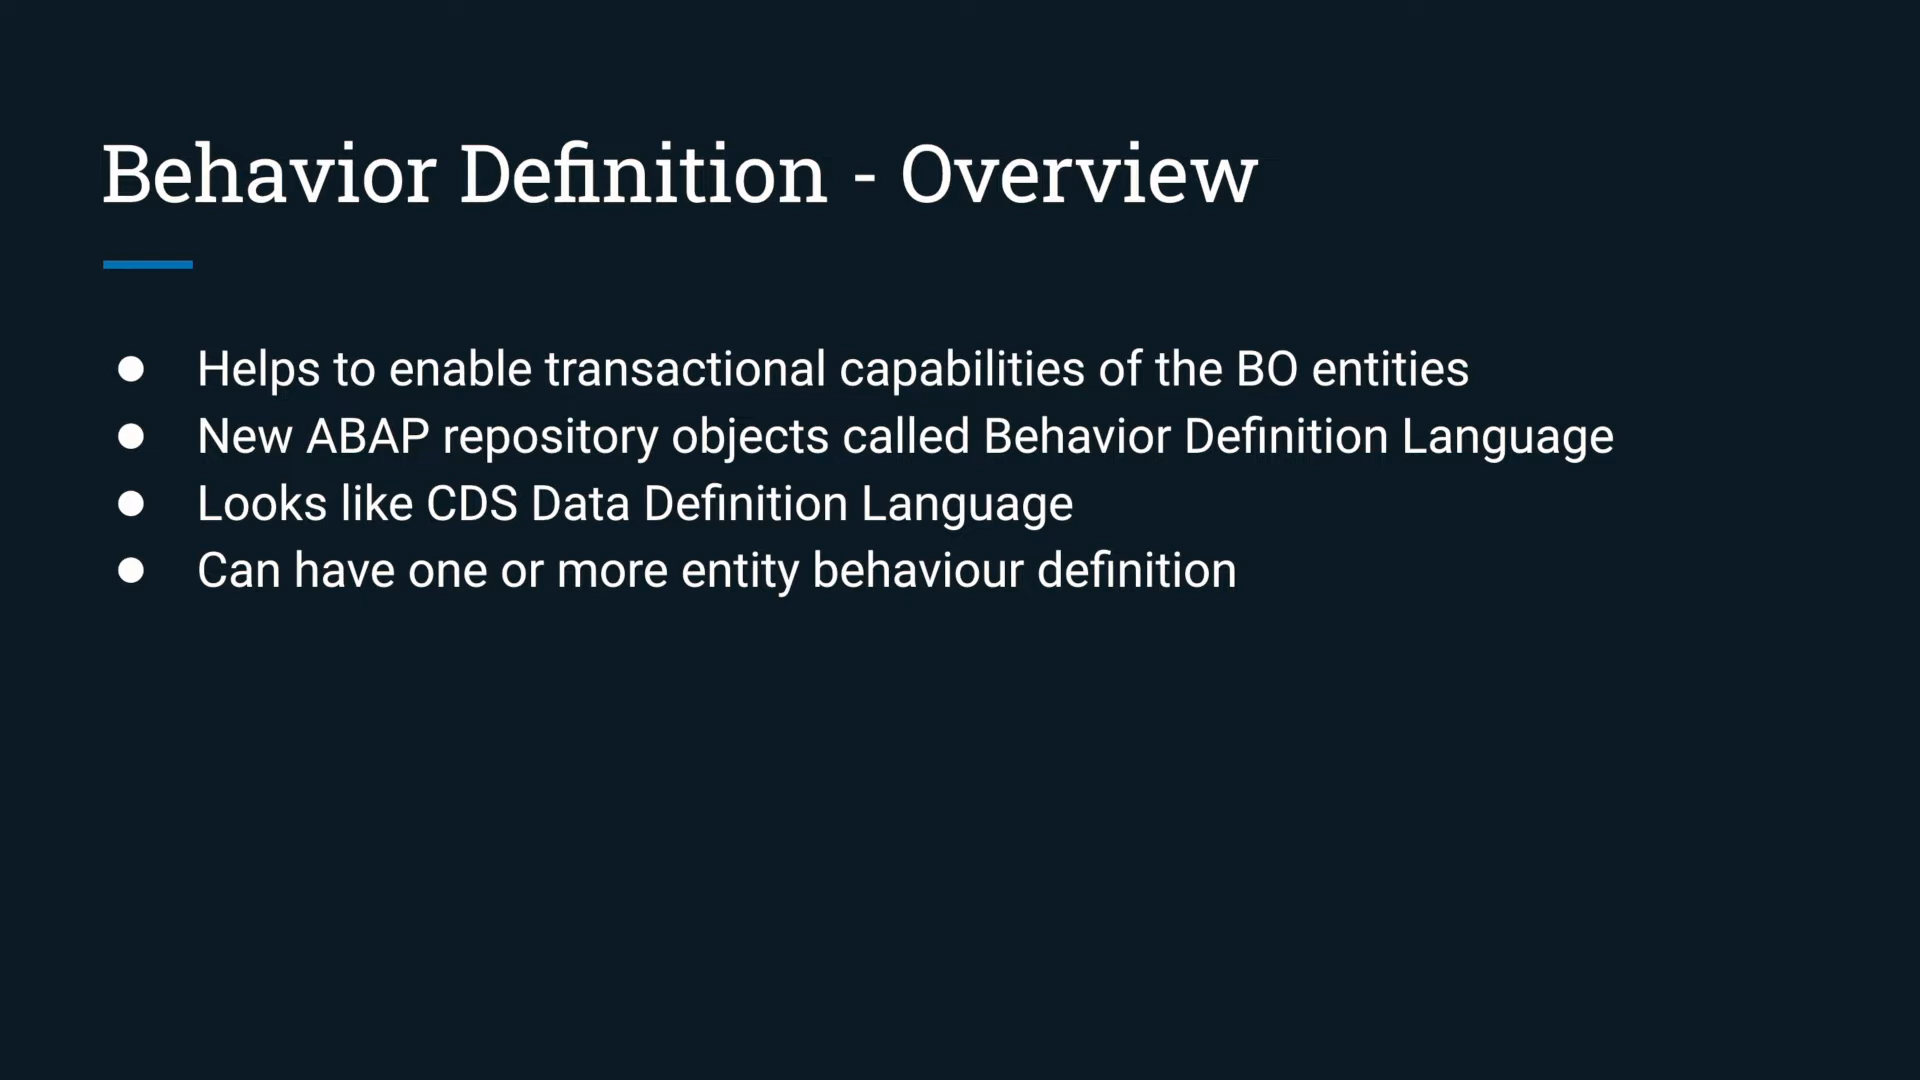 Behavior Definition - Overview
● Helps to enable transactional capabilities of the BO entities
● New ABAP repository objects called Behavior Definition Language
● Looks like CDS Data Definition Language
● Can have one or more entity behaviour definition